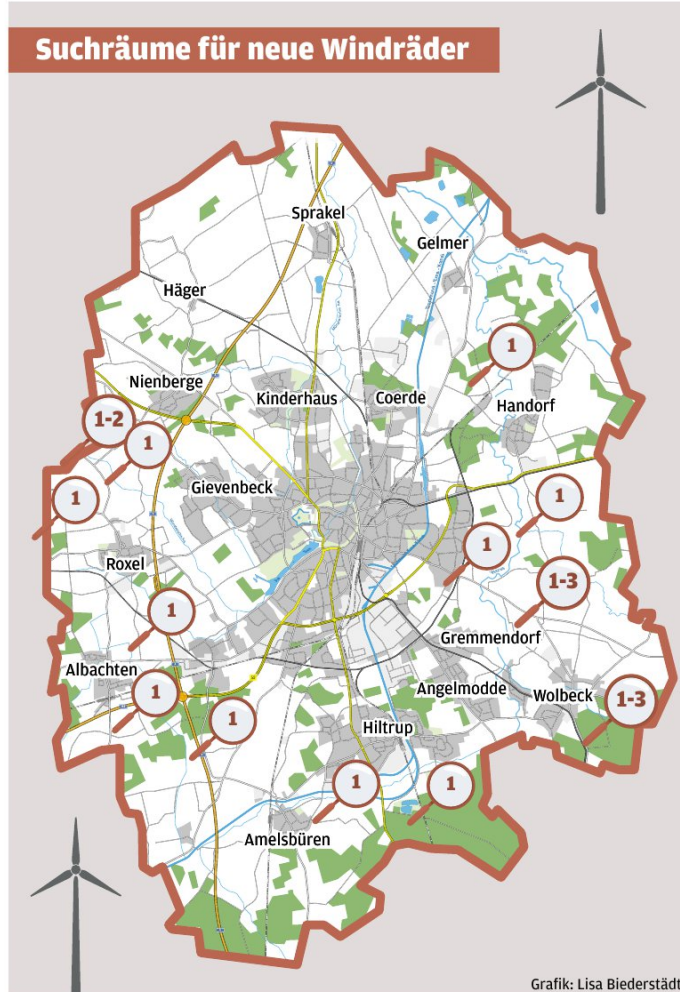 Suchräume für neue Windräder
Sprakel
Gelmer
Häger
1
Nienberge
Kinderhaus
Coerde
Handorf
1-2
1
Gievenbeck
1
1
1
Roxel
1-3
1
Gremmendorf
Albachten
Angelmodde
Wolbeck
1
1-3
1
Hiltrup
1
1
Amelsbüren
Grafik: Lisa Biederstädt